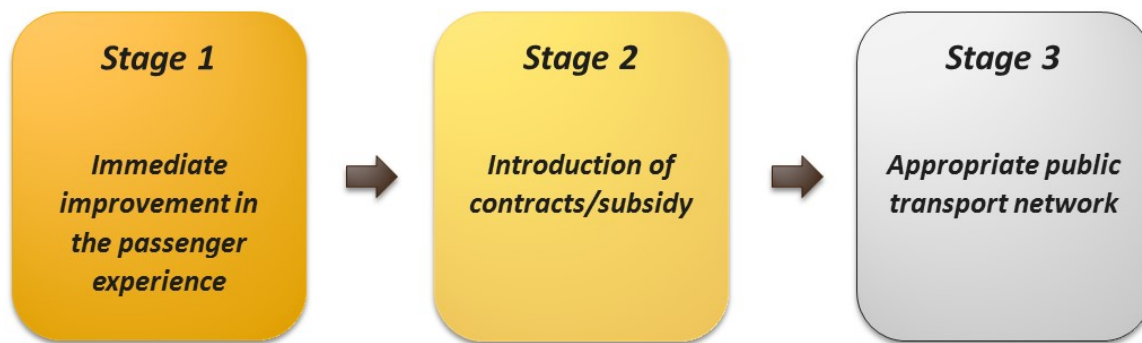 Stage 1
Immediate
improvement in
the passenger
experience
Stage 2
Introduction of
contracts/subsidy
Stage 3
Appropriate public
transport network